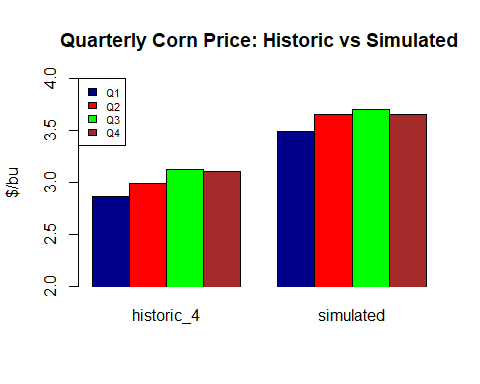 Quarterly Corn Price: Historic vs Simulated
$/bu
4.0
3.5
3.0
2.5
2.0
Q1
Q2
Q3
Q4
historic_4
simulated